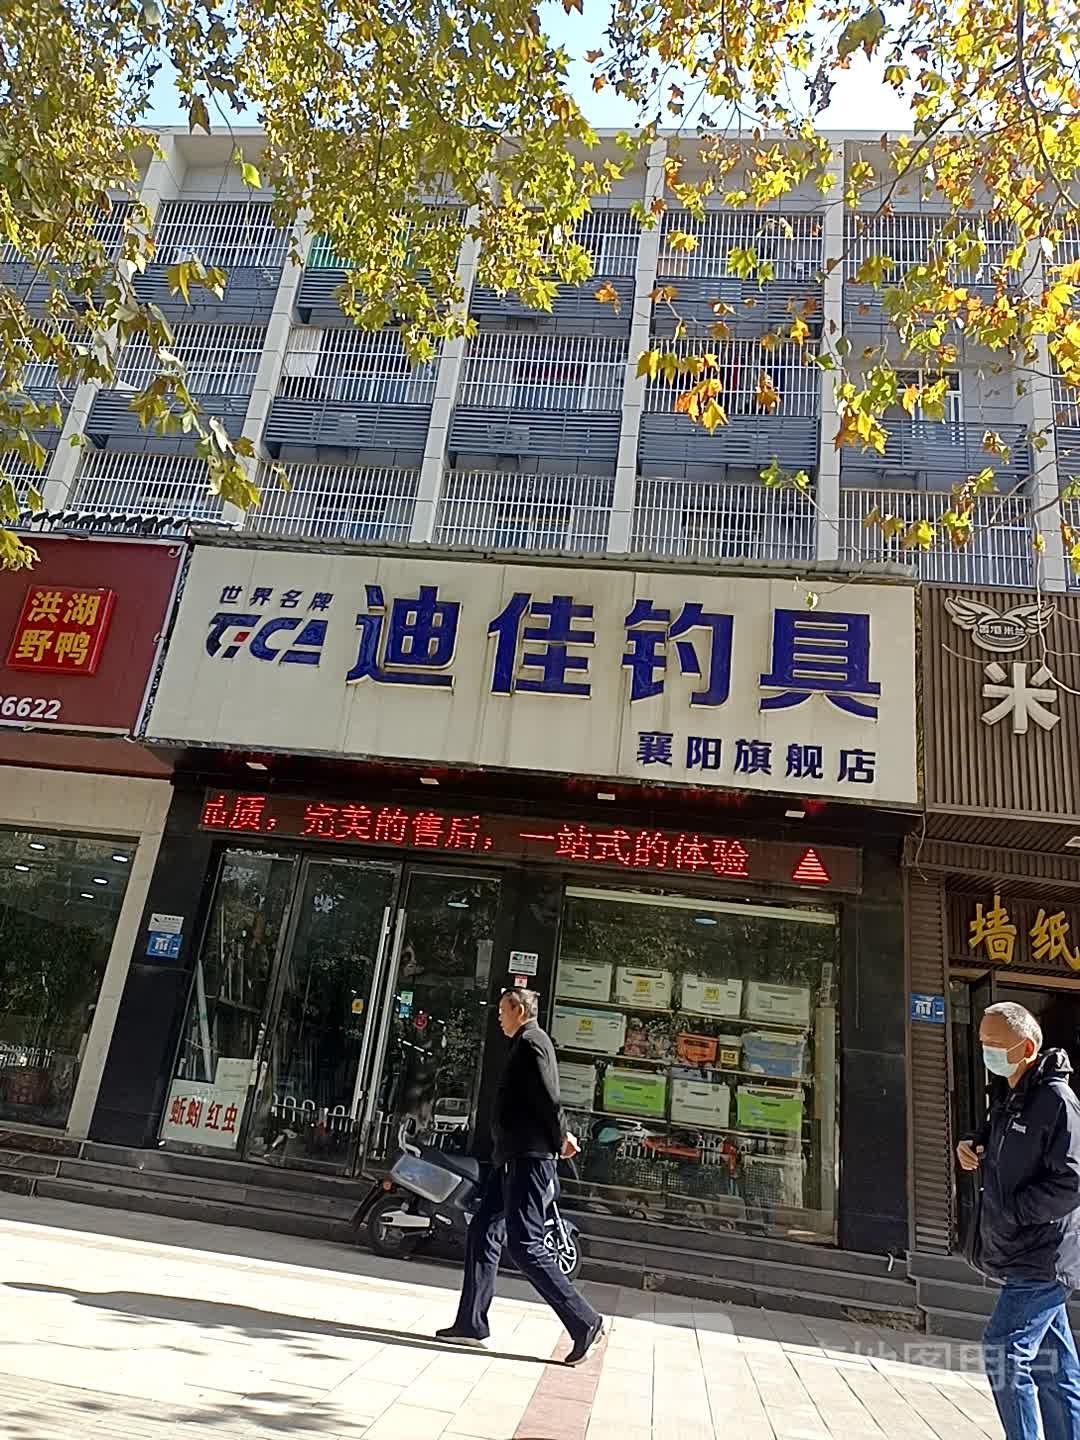 洪湖
野鸭
26622
世界名牌
TICA
迪佳钓具
襄阳旗舰店
品质，完美的售后，一站式的体验
蚯蚓 红虫
米
墙纸